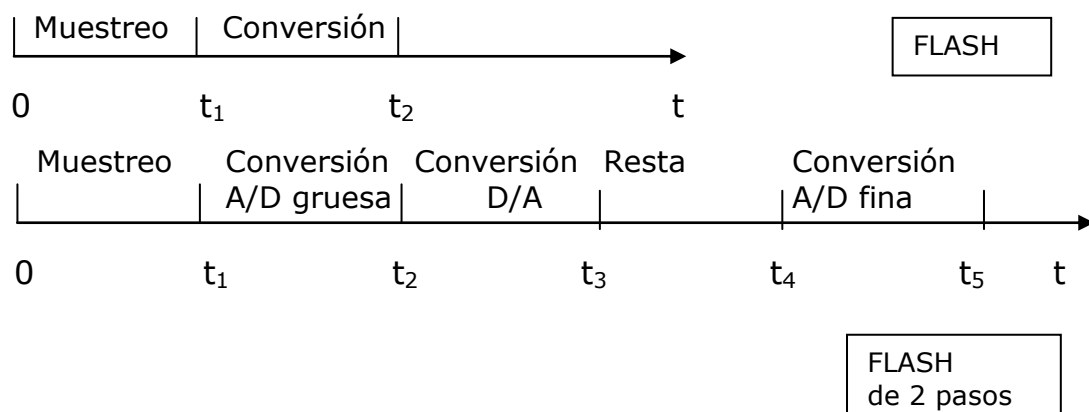 Muestreo Conversión
FLASH
0 t₁ t₂ t
Muestreo Conversión Conversión Resta Conversión
A/D gruesa D/A A/D fina
0 t₁ t₂ t₃ t₄ t₅ t
FLASH
de 2 pasos